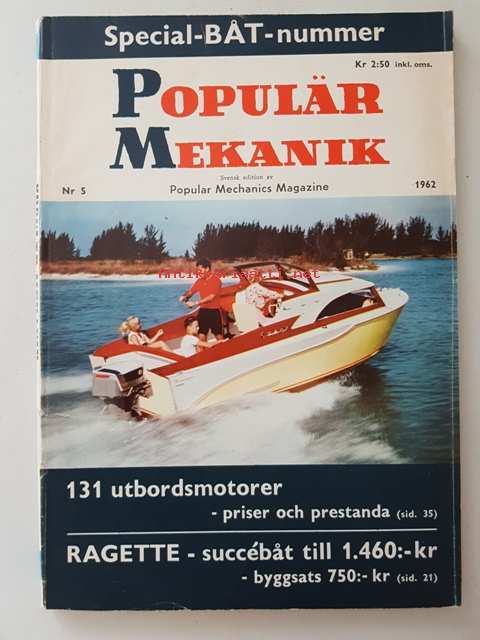 Special-BÅT-nummer
Kr 2:50 inkl. oms.
POPULÄR
MEKANIK
Svensk edition av
Nr 5 Popular Mechanics Magazine 1962
131 utbordsmotorer
- priser och prestanda (sid. 35)
RAGETTE - succébåt till 1.460:-kr
- byggsats 750:- kr (sid. 21)